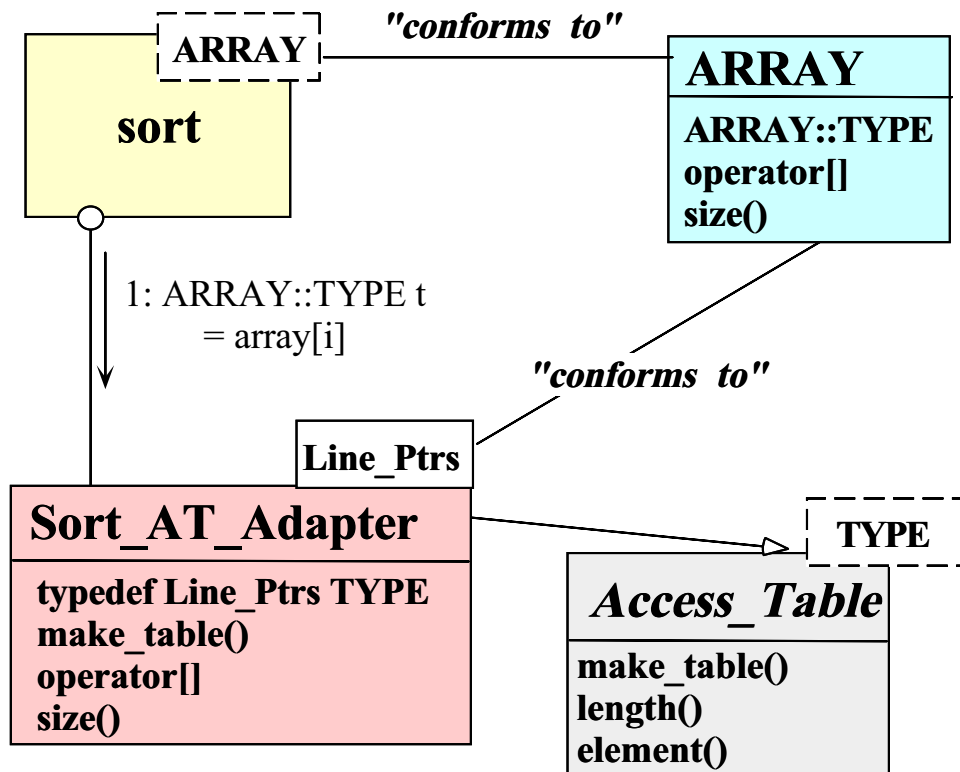 "conforms to"
ARRAY
sort
ARRAY
ARRAY::TYPE
operator[]
size()
1: ARRAY::TYPE t
= array[i]
"conforms to"
Line_Ptrs
Sort_AT_Adapter
typedef Line_Ptrs TYPE
make_table()
operator[]
size()
TYPE
Access_Table
make_table()
length()
element()